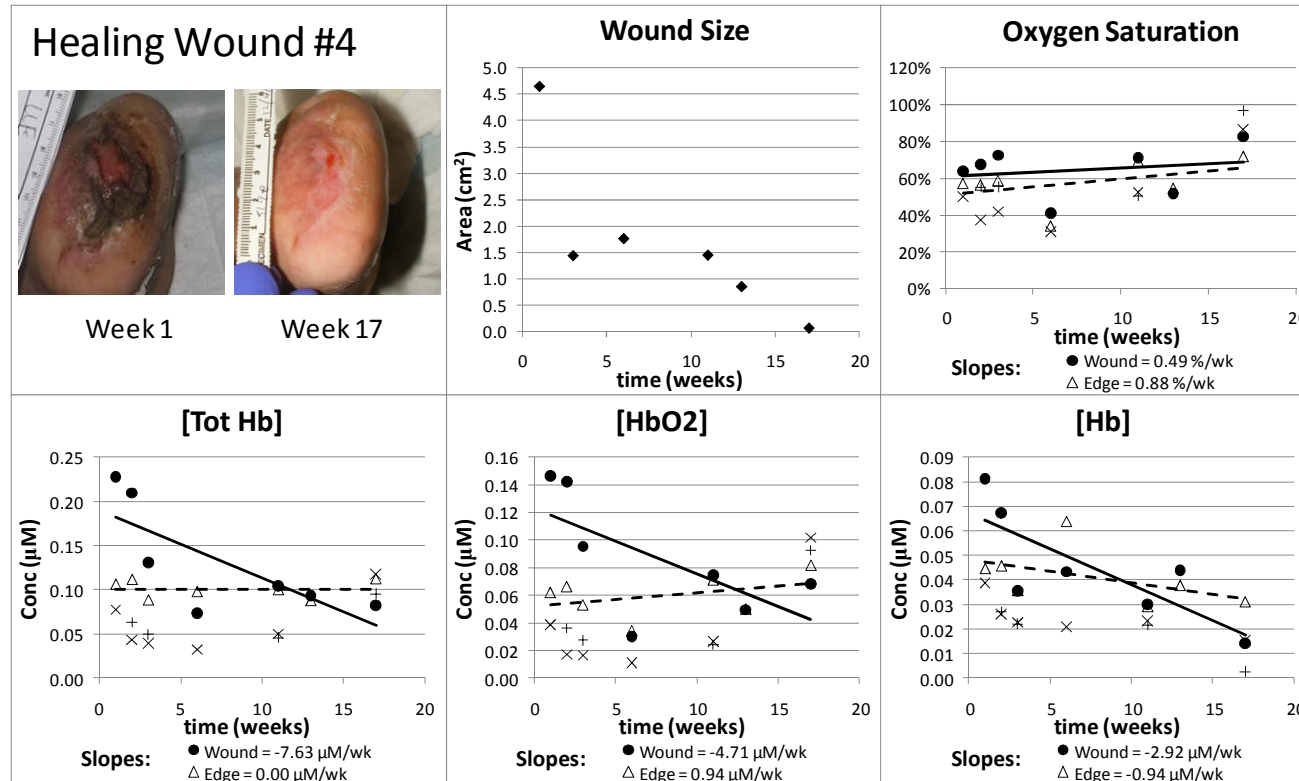 Healing Wound #4
Week 1
Week 17
Wound Size
Area (cm²)
5.0
4.5
4.0
3.5
3.0
2.5
2.0
1.5
1.0
0.5
0.0
0 5 10 15 20
time (weeks)
Oxygen Saturation
120%
100%
80%
60%
40%
20%
0%
0 5 10 15 20
time (weeks)
Slopes:
● Wound = 0.49 %/wk
△ Edge = 0.88 %/wk
[Tot Hb]
Conc (µM)
0.25
0.20
0.15
0.10
0.05
0.00
0 5 10 15 20
time (weeks)
Slopes:
● Wound = -7.63 µM/wk
△ Edge = 0.00 µM/wk
[HbO2]
Conc (µM)
0.16
0.14
0.12
0.10
0.08
0.06
0.04
0.02
0.00
0 5 10 15 20
time (weeks)
Slopes:
● Wound = -4.71 µM/wk
△ Edge = 0.94 µM/wk
[Hb]
Conc (µM)
0.09
0.08
0.07
0.06
0.05
0.04
0.03
0.02
0.01
0.00
0 5 10 15 20
time (weeks)
Slopes:
● Wound = -2.92 µM/wk
△ Edge = -0.94 µM/wk